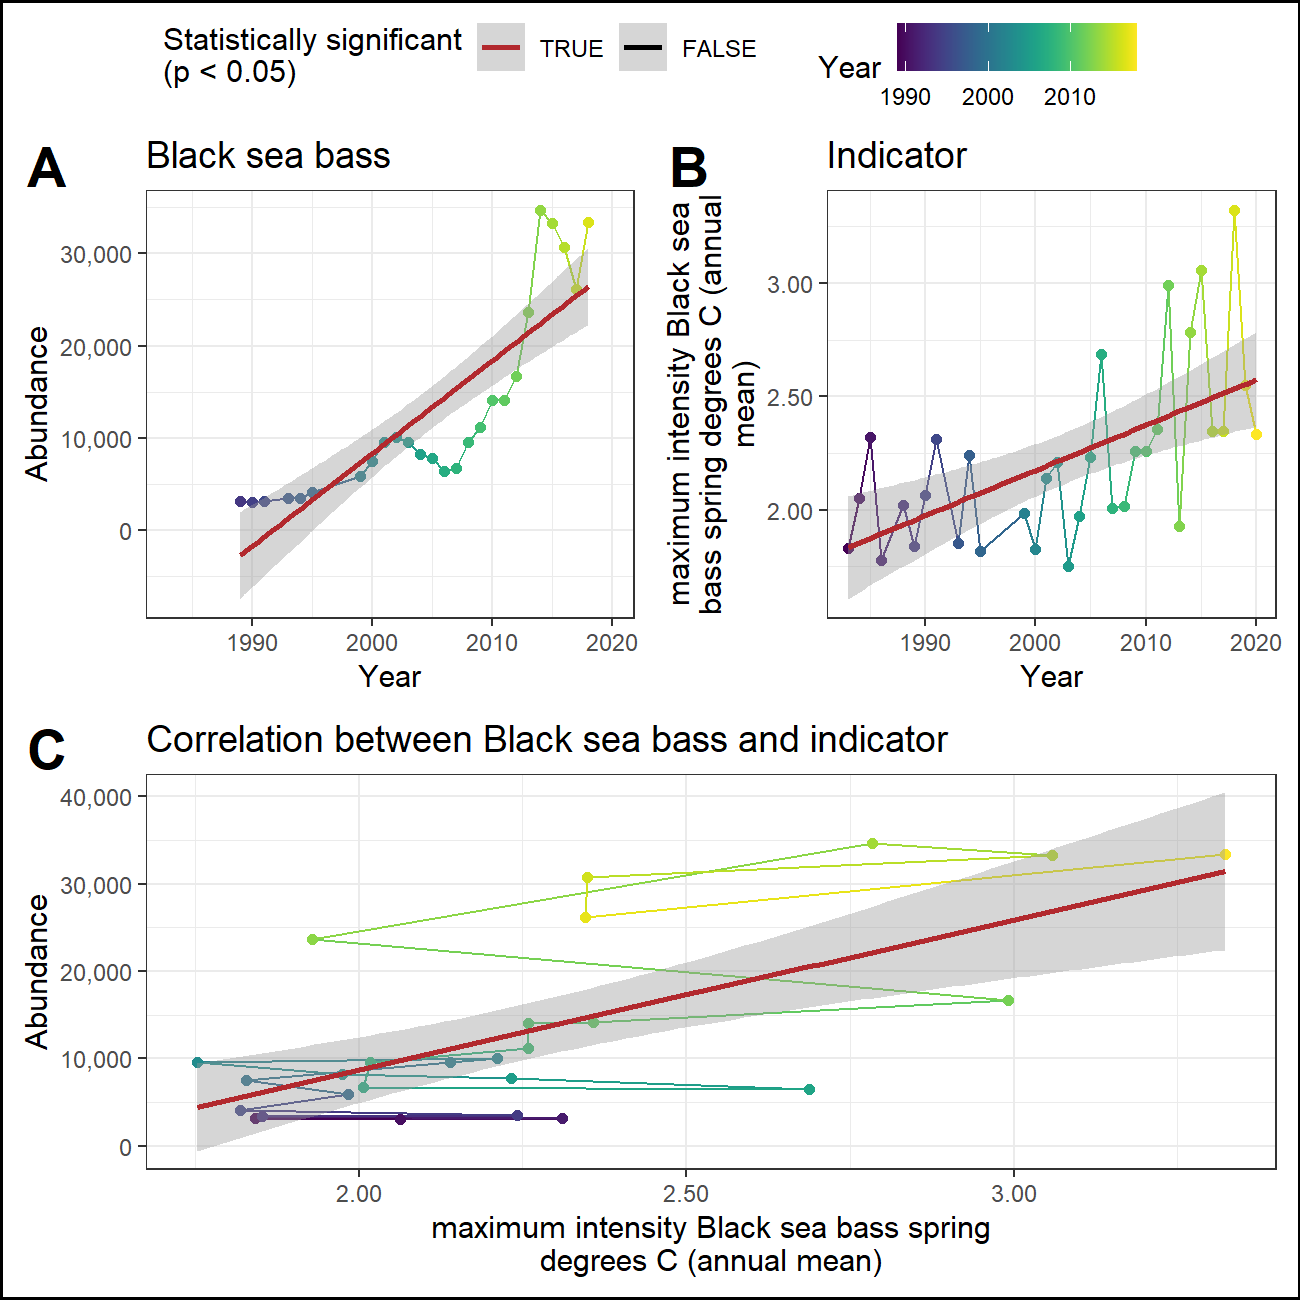 Statistically significant
(p < 0.05)
TRUE
FALSE
Year
1990
2000
2010
A
Black sea bass
Abundance
30,000
20,000
10,000
0
1990
2000
2010
2020
Year
B
Indicator
maximum intensity Black sea
bass spring degrees C (annual
mean)
3.00
2.50
2.00
1990
2000
2010
2020
Year
C
Correlation between Black sea bass and indicator
Abundance
40,000
30,000
20,000
10,000
0
2.00
2.50
3.00
maximum intensity Black sea bass spring
degrees C (annual mean)